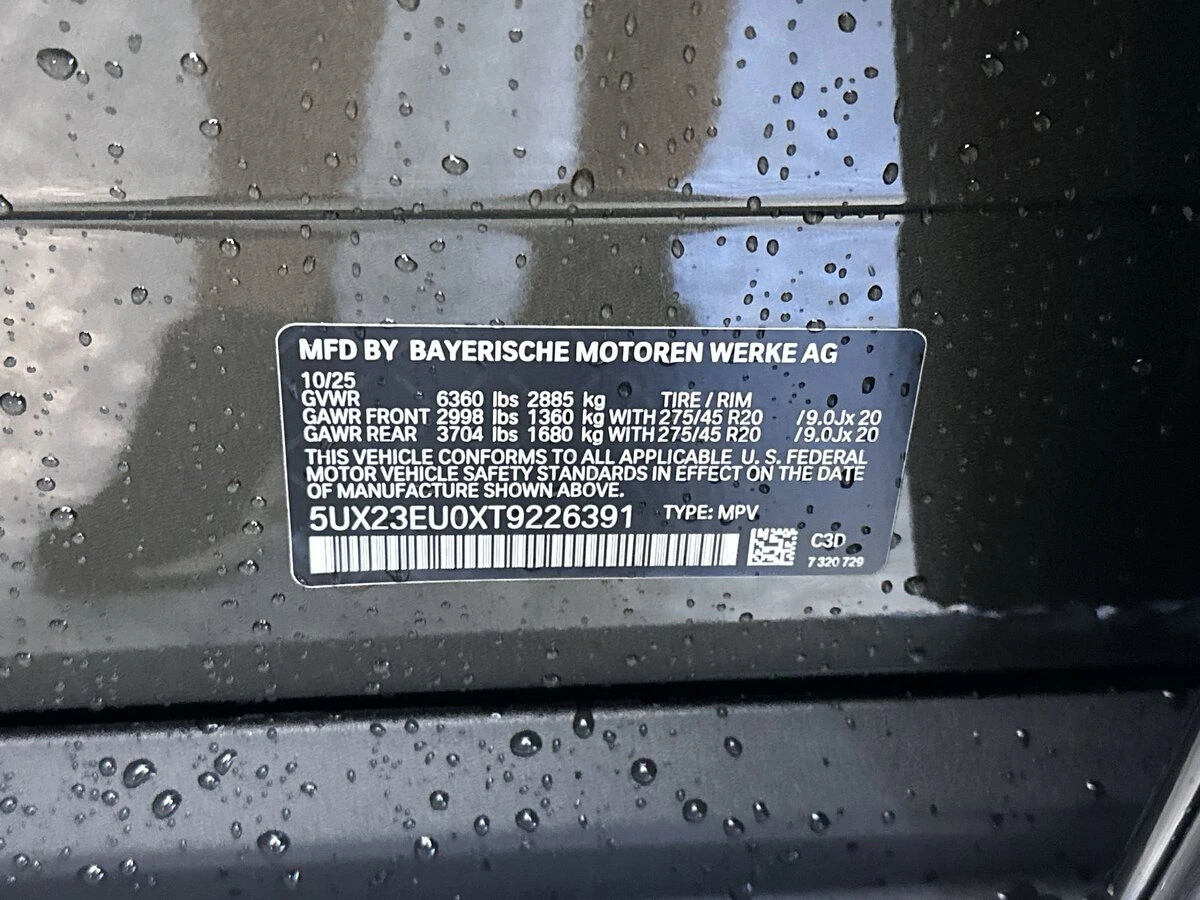 MFD BY BAYERISCHE MOTOREN WERKE AG
10/25
GVWR 6360 lbs 2885 kg TIRE / RIM
GAWR FRONT 2998 lbs 1360 kg WITH 275/45 R20 /9.0Jx 20
GAWR REAR 3704 lbs 1680 kg WITH 275/45 R20 /9.0Jx 20
THIS VEHICLE CONFORMS TO ALL APPLICABLE U. S. FEDERAL
MOTOR VEHICLE SAFETY STANDARDS IN EFFECT ON THE DATE
OF MANUFACTURE SHOWN ABOVE.
5UX23EU0XT9226391 TYPE: MPV
C3D
7 320 729